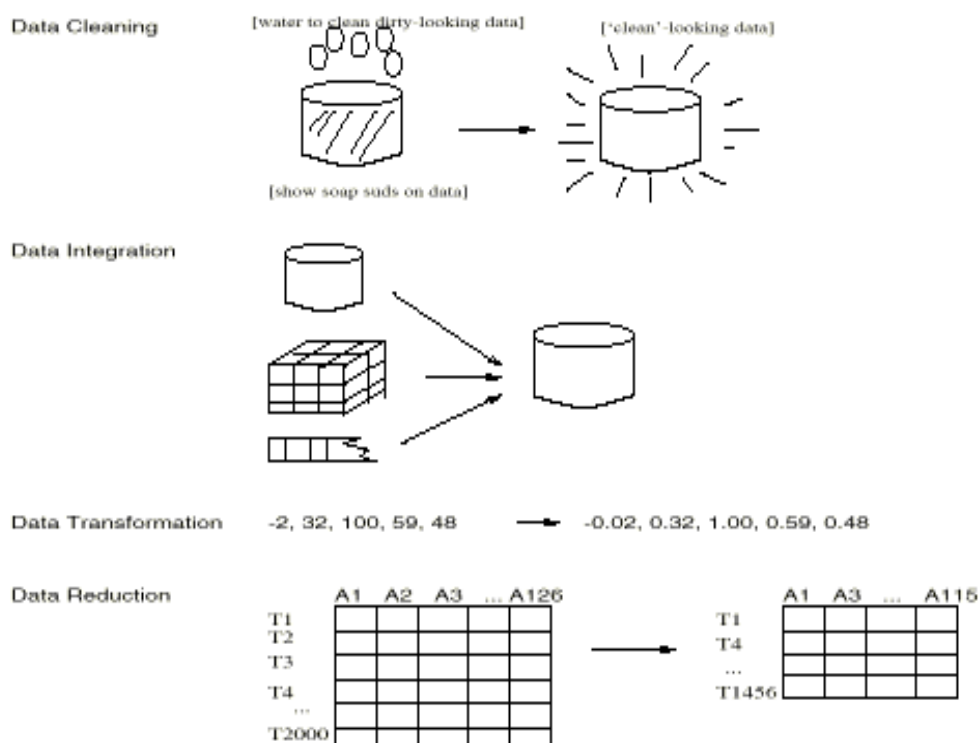 Data Cleaning
[water to clean dirty-looking data]
['clean'-looking data]
[show soap suds on data]
Data Integration
Data Transformation -2, 32, 100, 59, 48 -0.02, 0.32, 1.00, 0.59, 0.48
Data Reduction
A1 A2 A3 ... A126
T1
T2
T3
T4
...
T2000
A1 A3 ... A115
T1
T4
...
T1456